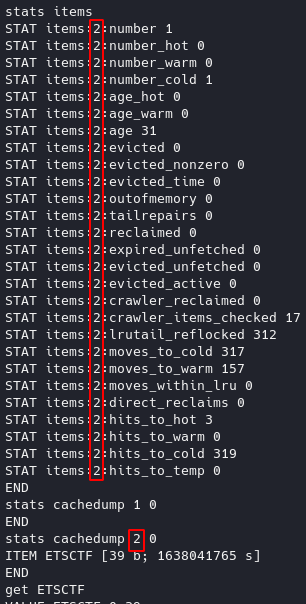 stats items
STAT items:2:number 1
STAT items:2:number_hot 0
STAT items:2:number_warm 0
STAT items:2:number_cold 1
STAT items:2:age_hot 0
STAT items:2:age_warm 0
STAT items:2:age 31
STAT items:2:evicted 0
STAT items:2:evicted_nonzero 0
STAT items:2:evicted_time 0
STAT items:2:outofmemory 0
STAT items:2:tailrepairs 0
STAT items:2:reclaimed 0
STAT items:2:expired_unfetched 0
STAT items:2:evicted_unfetched 0
STAT items:2:evicted_active 0
STAT items:2:crawler_reclaimed 0
STAT items:2:crawler_items_checked 17
STAT items:2:lrutail_reflocked 312
STAT items:2:moves_to_cold 317
STAT items:2:moves_to_warm 157
STAT items:2:moves_within_lru 0
STAT items:2:direct_reclaims 0
STAT items:2:hits_to_hot 3
STAT items:2:hits_to_warm 0
STAT items:2:hits_to_cold 319
STAT items:2:hits_to_temp 0
END
stats cachedump 1 0
END
stats cachedump 2 0
ITEM ETSCTF [39 b; 1638041765 s]
END
get ETSCTF